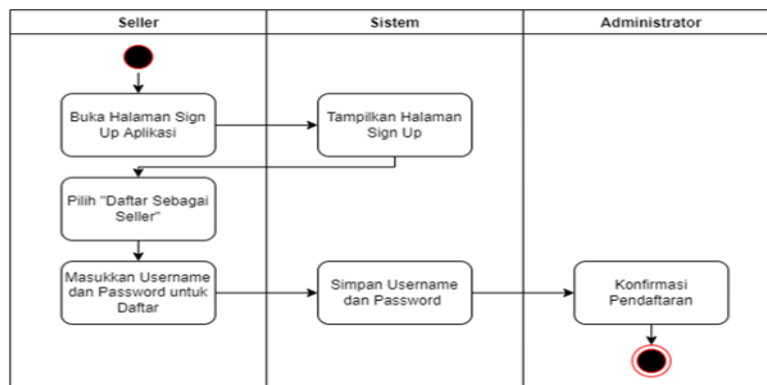 Seller
Sistem
Administrator
Buka Halaman Sign
Up Aplikasi
Tampilkan Halaman
Sign Up
Pilih "Daftar Sebagai
Seller"
Masukkan Username
dan Password untuk
Daftar
Simpan Username
dan Password
Konfirmasi
Pendaftaran